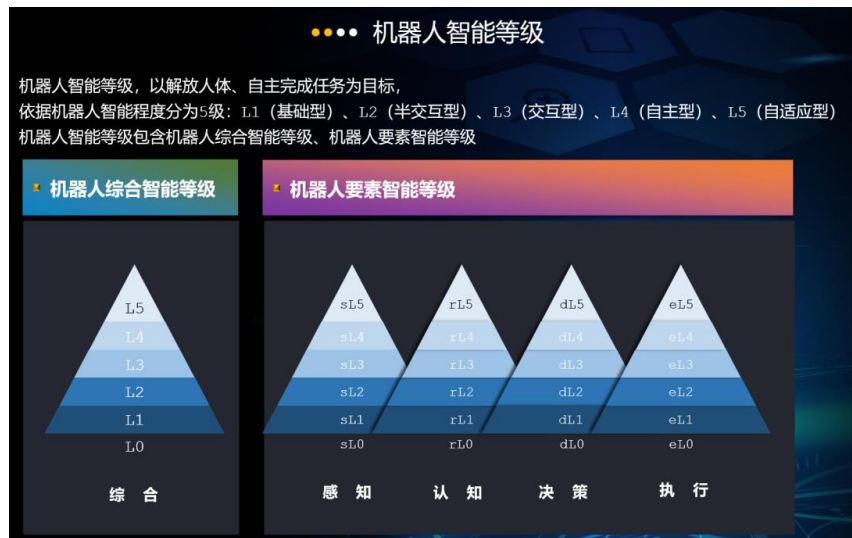 机器人智能等级
机器人智能等级，以解放人体、自主完成任务为目标，
依据机器人智能程度分为5级：L1（基础型）、L2（半交互型）、L3（交互型）、L4（自主型）、L5（自适应型）
机器人智能等级包含机器人综合智能等级、机器人要素智能等级
机器人综合智能等级
机器人要素智能等级
L5
L4
L3
L2
L1
L0
综 合
sL5 rL5 dL5 eL5
sL4 rL4 dL4 eL4
sL3 rL3 dL3 eL3
sL2 rL2 dL2 eL2
sL1 rL1 dL1 eL1
sL0 rL0 dL0 eL0
感 知 认 知 决 策 执 行